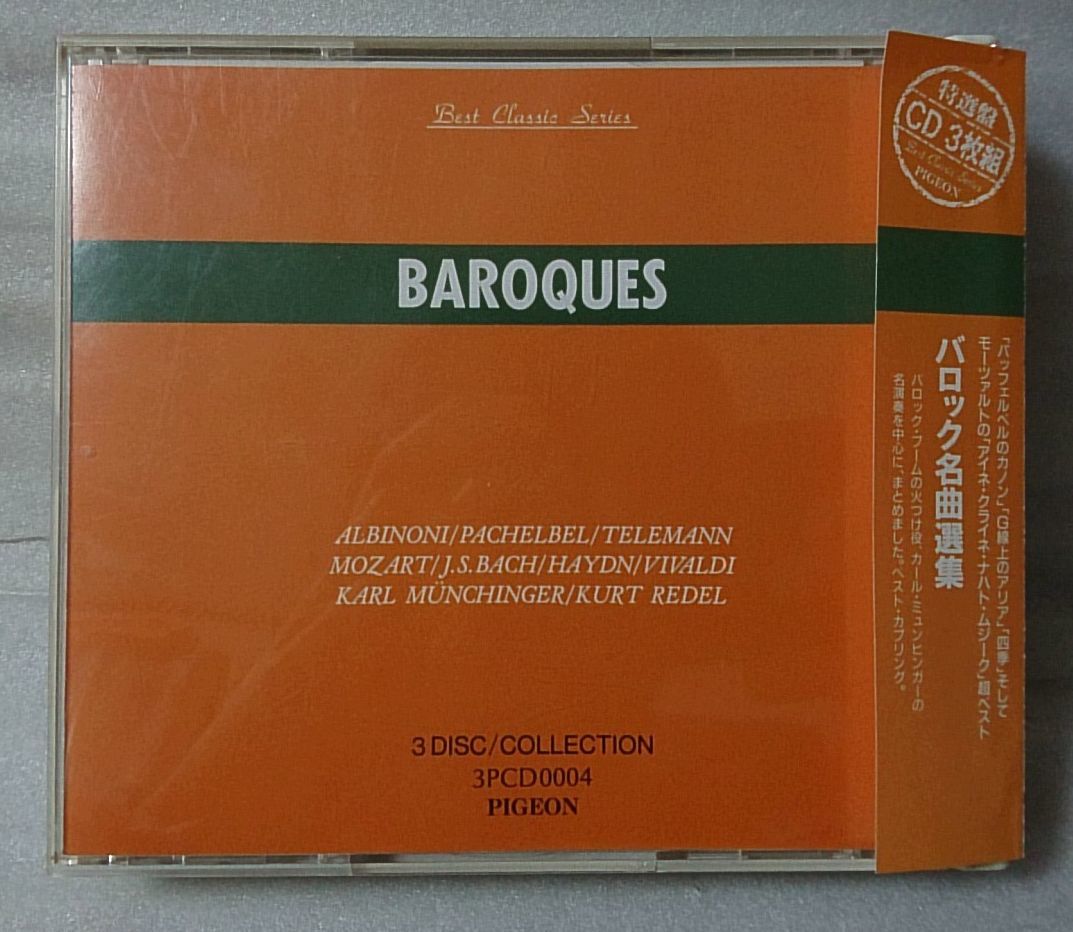 Best Classic Series
BAROQUES
ALBINONI/PACHELBEL/TELEMANN
MOZART/J.S.BACH/HAYDN/VIVALDI
KARL MÜNCHINGER/KURT REDEL
3 DISC/COLLECTION
3PCD0004
PIGEON
特選盤
CD 3枚組
Best Classic Series
PIGEON
「パッフェルベルのカノン」「G線上のアリア」「四季」そして
モーツァルトの「アイネ・クライネ・ナハト・ムジーク」超ベスト
バロック名曲選集
バロック・ブームの火つけ役、カール・ミュンヒンガーの
名演奏を中心に、まとめました。ベスト・カプリング。